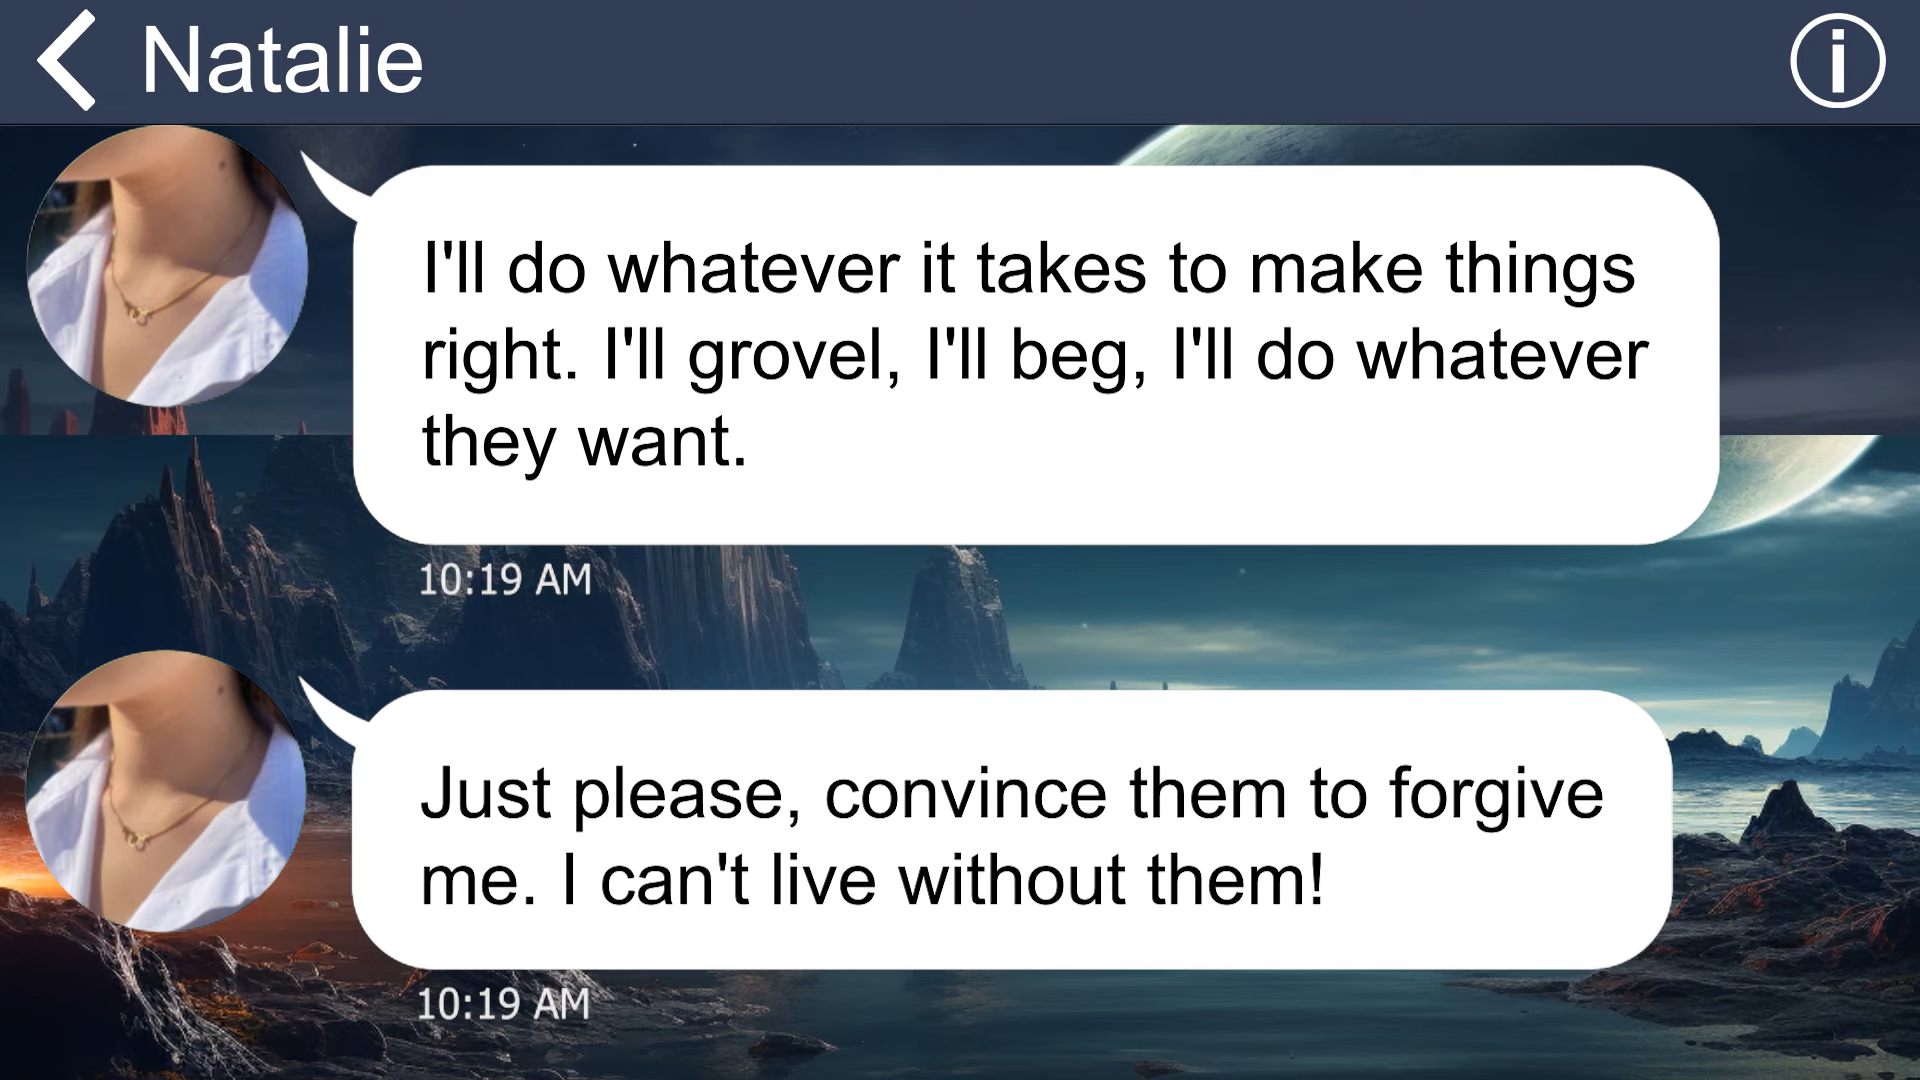 Natalie
I'll do whatever it takes to make things
right. I'll grovel, I'll beg, I'll do whatever
they want.
10:19 AM
Just please, convince them to forgive
me. I can't live without them!
10:19 AM